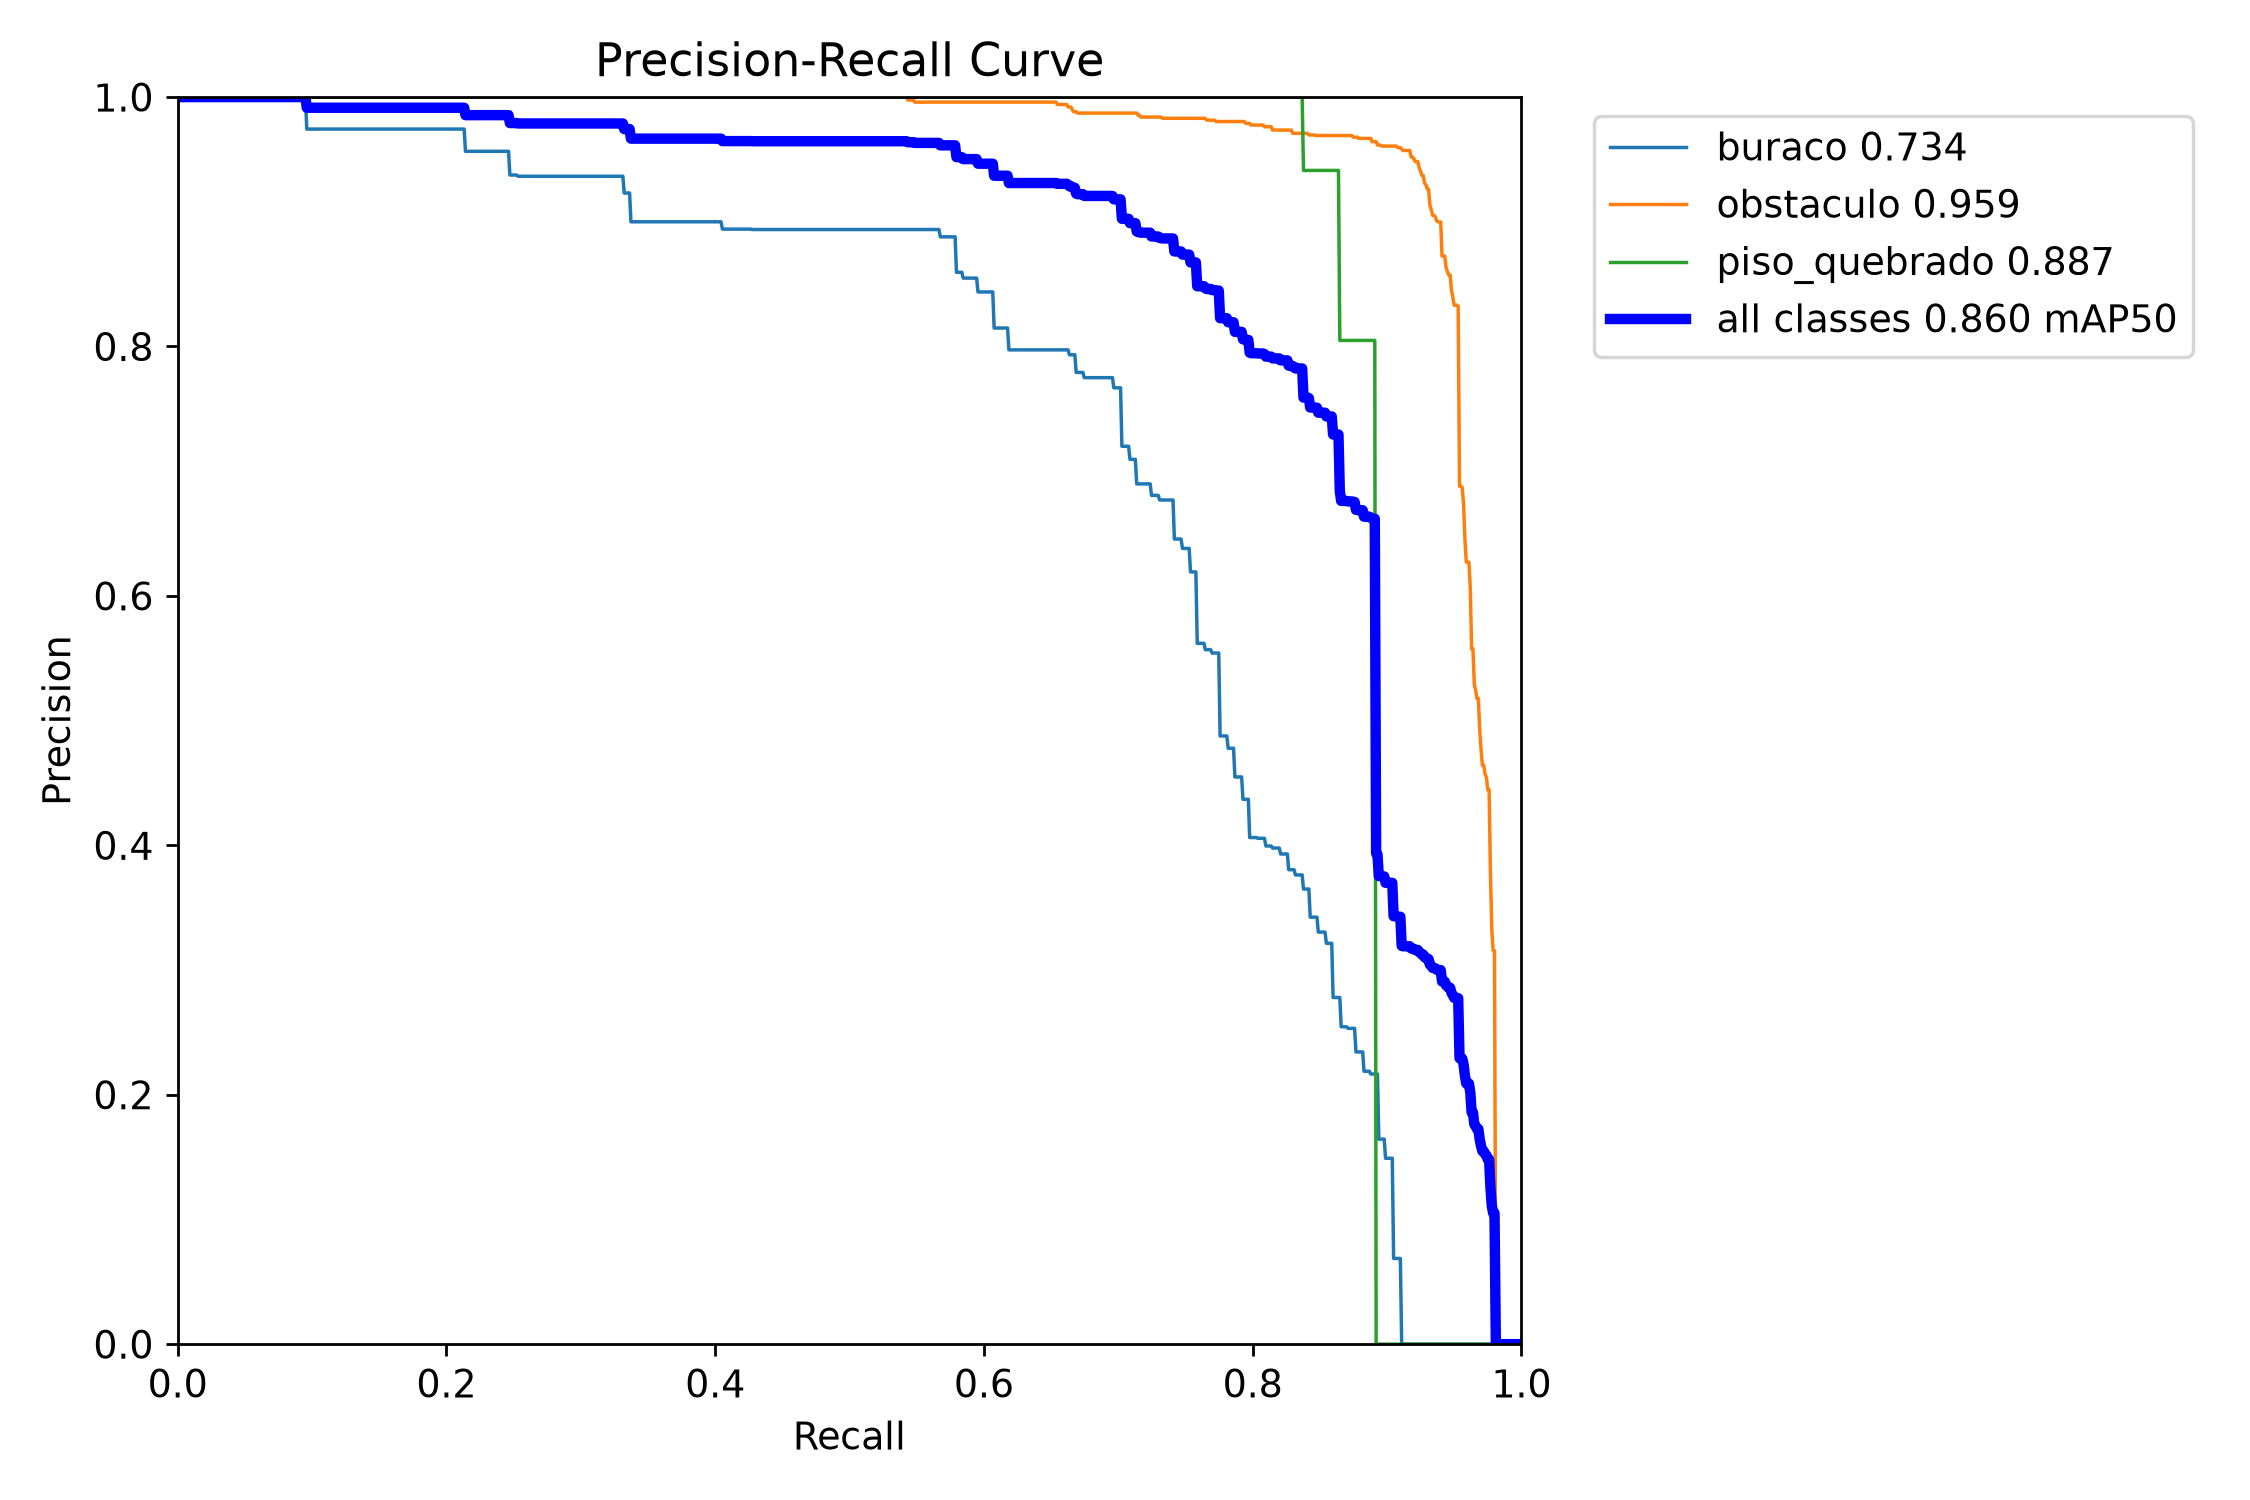 Precision-Recall Curve
1.0
0.8
0.6
0.4
0.2
0.0
Precision
0.0 0.2 0.4 0.6 0.8 1.0
Recall
buraco 0.734
obstaculo 0.959
piso_quebrado 0.887
all classes 0.860 mAP50